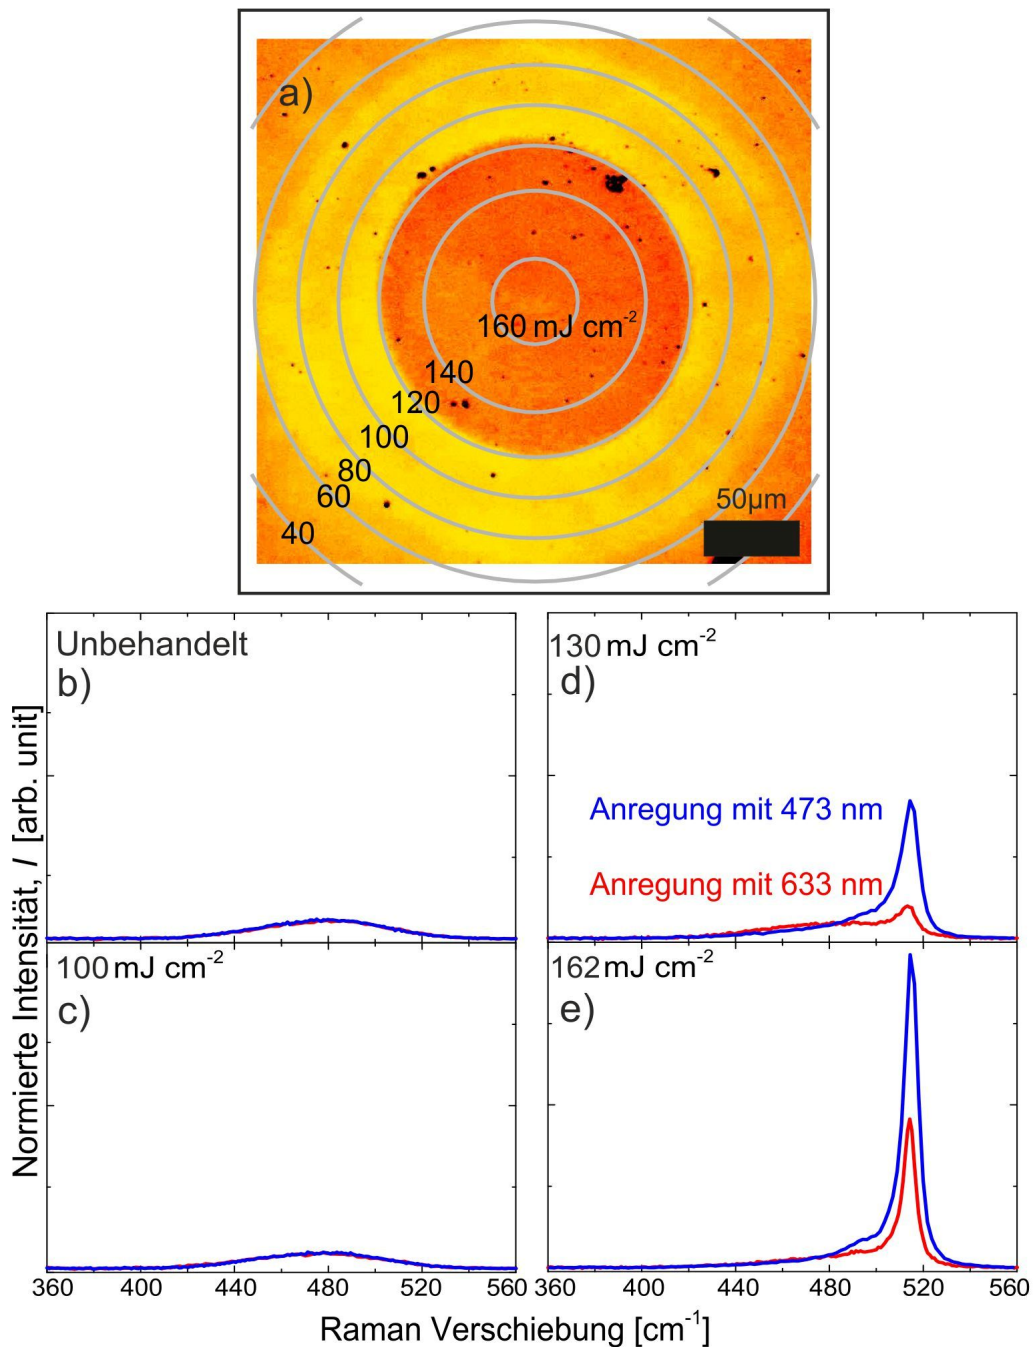 a)
160 mJ cm⁻²
140
120
100
80
60
40
50µm
Unbehandelt
b)
130 mJ cm⁻²
d)
Anregung mit 473 nm
Anregung mit 633 nm
100 mJ cm⁻²
c)
162 mJ cm⁻²
e)
Normierte Intensität, I [arb. unit]
360 400 440 480 520 560
360 400 440 480 520 560
Raman Verschiebung [cm⁻¹]